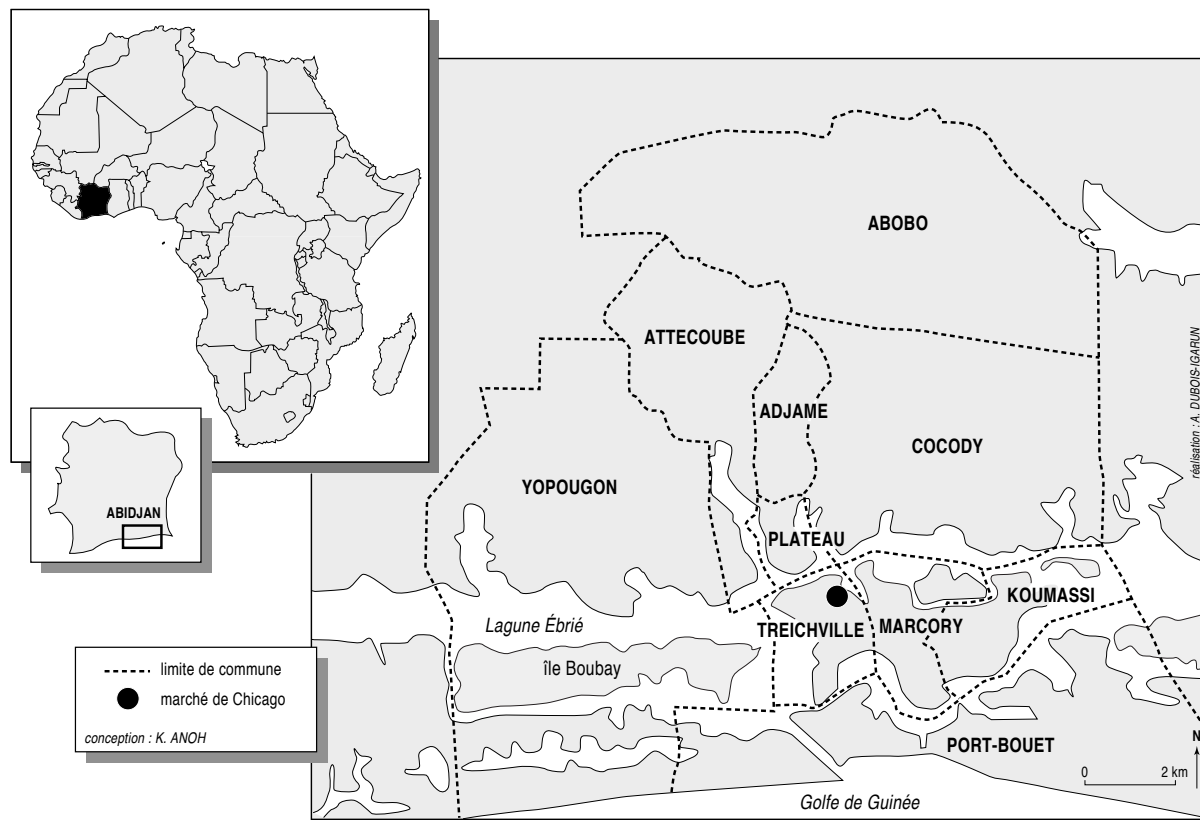 ABOBO
ATTECOUBE
ADJAME
COCODY
YOPOUGON
ABIDJAN
PLATEAU
KOUMASSI
TREICHVILLE
MARCORY
Lagune Ébrié
île Boubay
PORT-BOUET
Golfe de Guinée
limite de commune
marché de Chicago
conception : K. ANOH
réalisation : A. DUBOIS-IGARUN
N
0 2 km